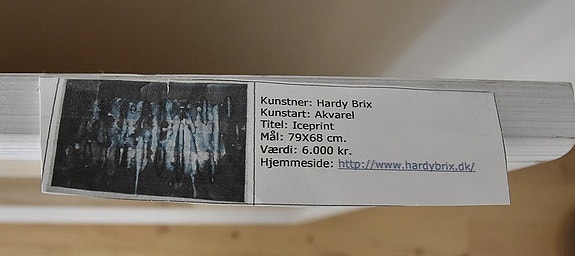 Kunstner: Hardy Brix
Kunstart: Akvarel
Titel: Iceprint
Mål: 79X68 cm.
Værdi: 6.000 kr.
Hjemmeside: http://www.hardybrix.dk/